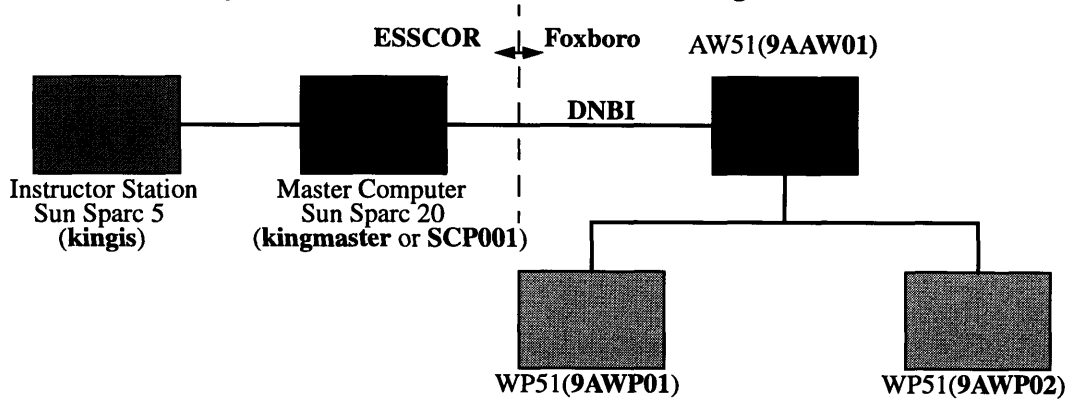 ESSCOR Foxboro
AW51(9AAW01)
DNBI
Instructor Station
Sun Sparc 5
(kingis)
Master Computer
Sun Sparc 20
(kingmaster or SCP001)
WP51(9AWP01)
WP51(9AWP02)